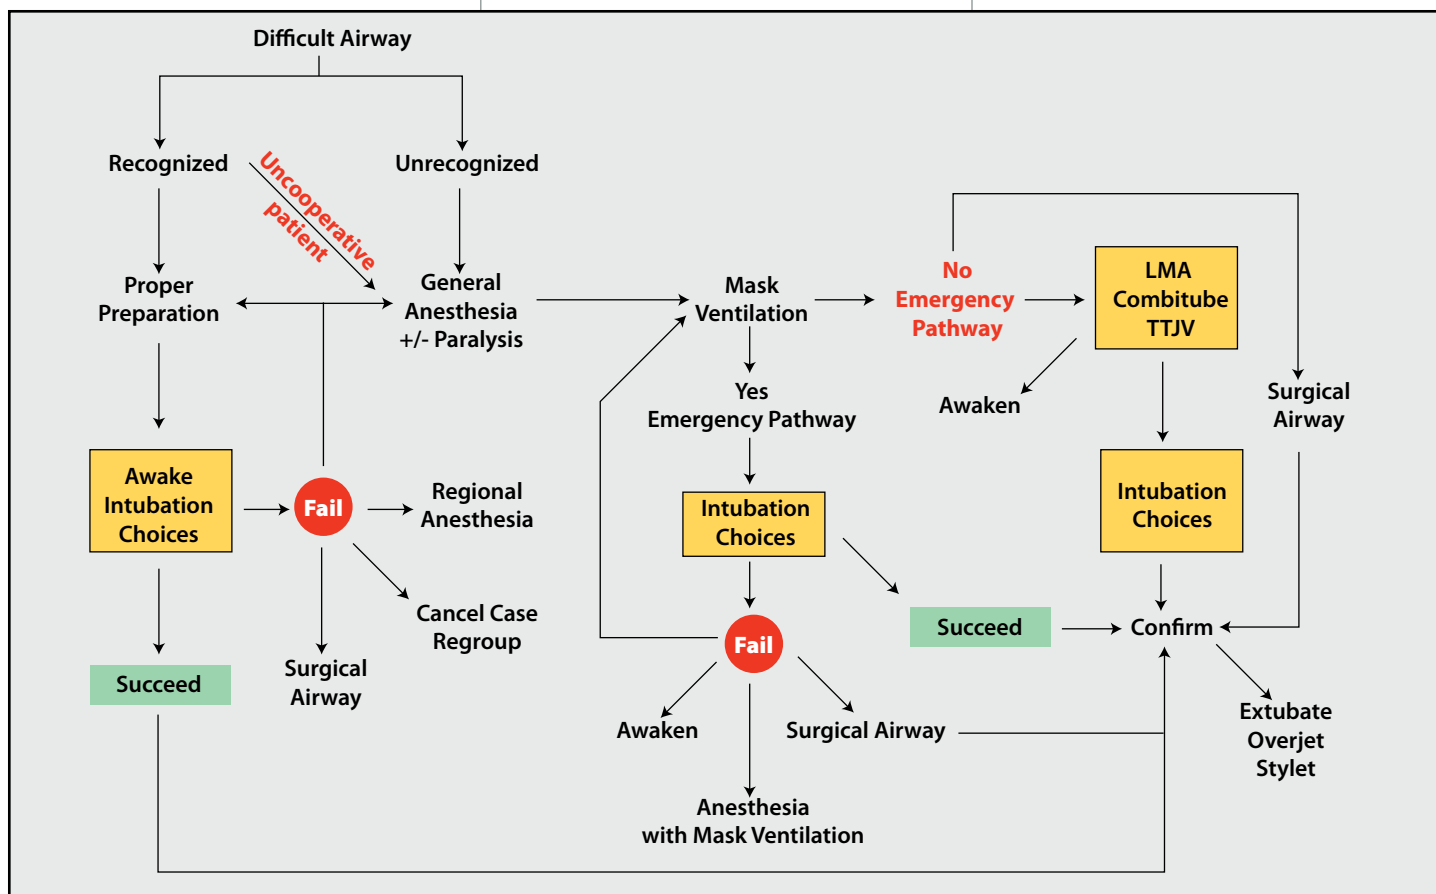 Difficult Airway
Recognized
Unrecognized
Uncooperative
patient
Proper
Preparation
General
Anesthesia
+/- Paralysis
Mask
Ventilation
No
Emergency
Pathway
LMA
Combitube
TTJV
Yes
Emergency Pathway
Awaken
Surgical
Airway
Awake
Intubation
Choices
Fail
Regional
Anesthesia
Intubation
Choices
Intubation
Choices
Cancel Case
Regroup
Surgical
Airway
Succeed
Fail
Succeed
Confirm
Awaken
Surgical Airway
Extubate
Overjet
Stylet
Anesthesia
with Mask Ventilation